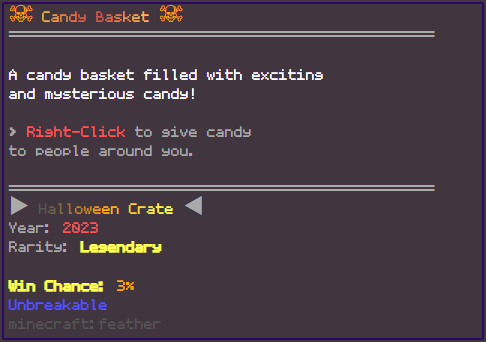 ☠ Candy Basket ☠
A candy basket filled with exciting
and mysterious candy!
> Right-Click to give candy
to people around you.
▶ Halloween Crate ◀
Year: 2023
Rarity: Legendary
Win Chance: 3%
Unbreakable
minecraft:feather